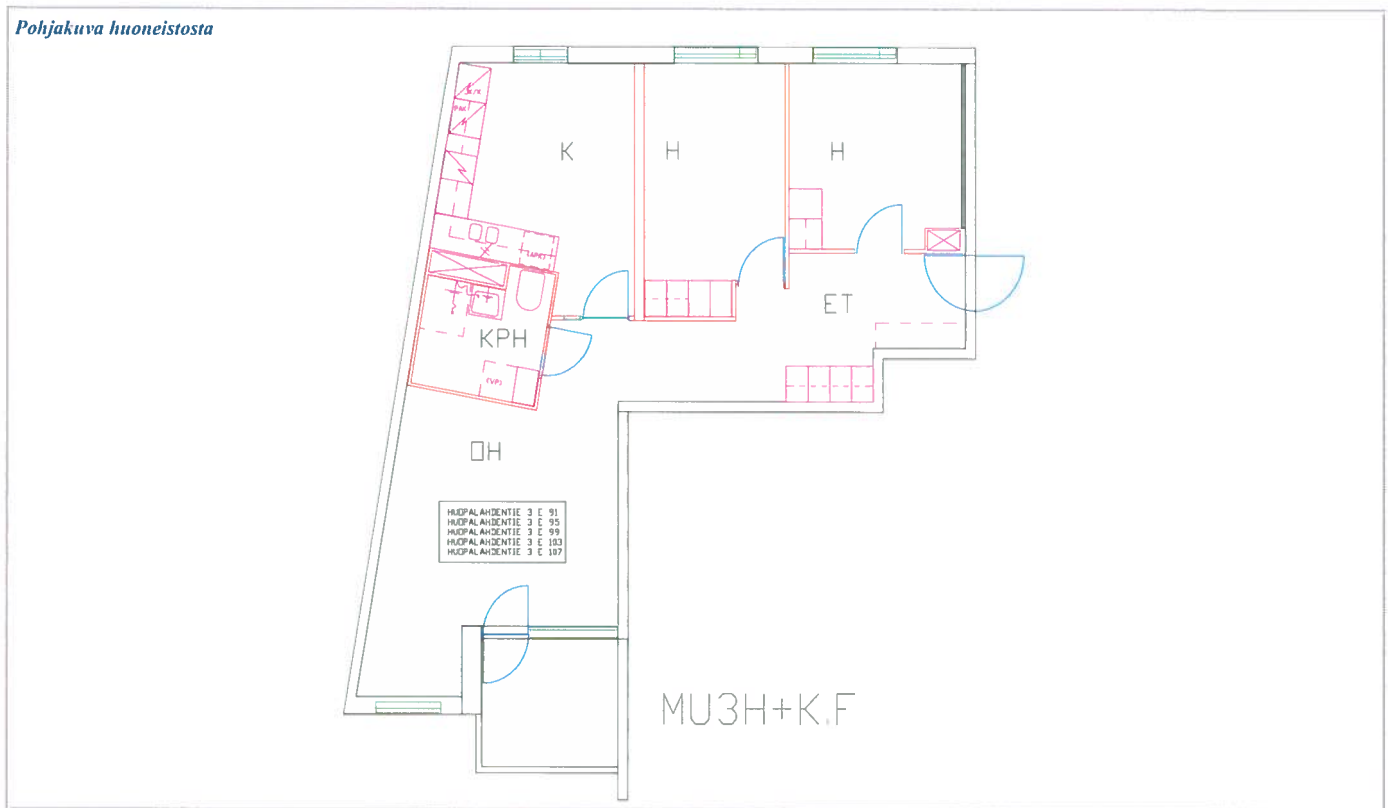 Pohjakuva huoneistosta
K
H
H
ET
KPH
(VP)
OH
HUOPALAHDENTIE 3 E 91
HUOPALAHDENTIE 3 E 95
HUOPALAHDENTIE 3 E 99
HUOPALAHDENTIE 3 E 103
HUOPALAHDENTIE 3 E 107
MU3H+K.F